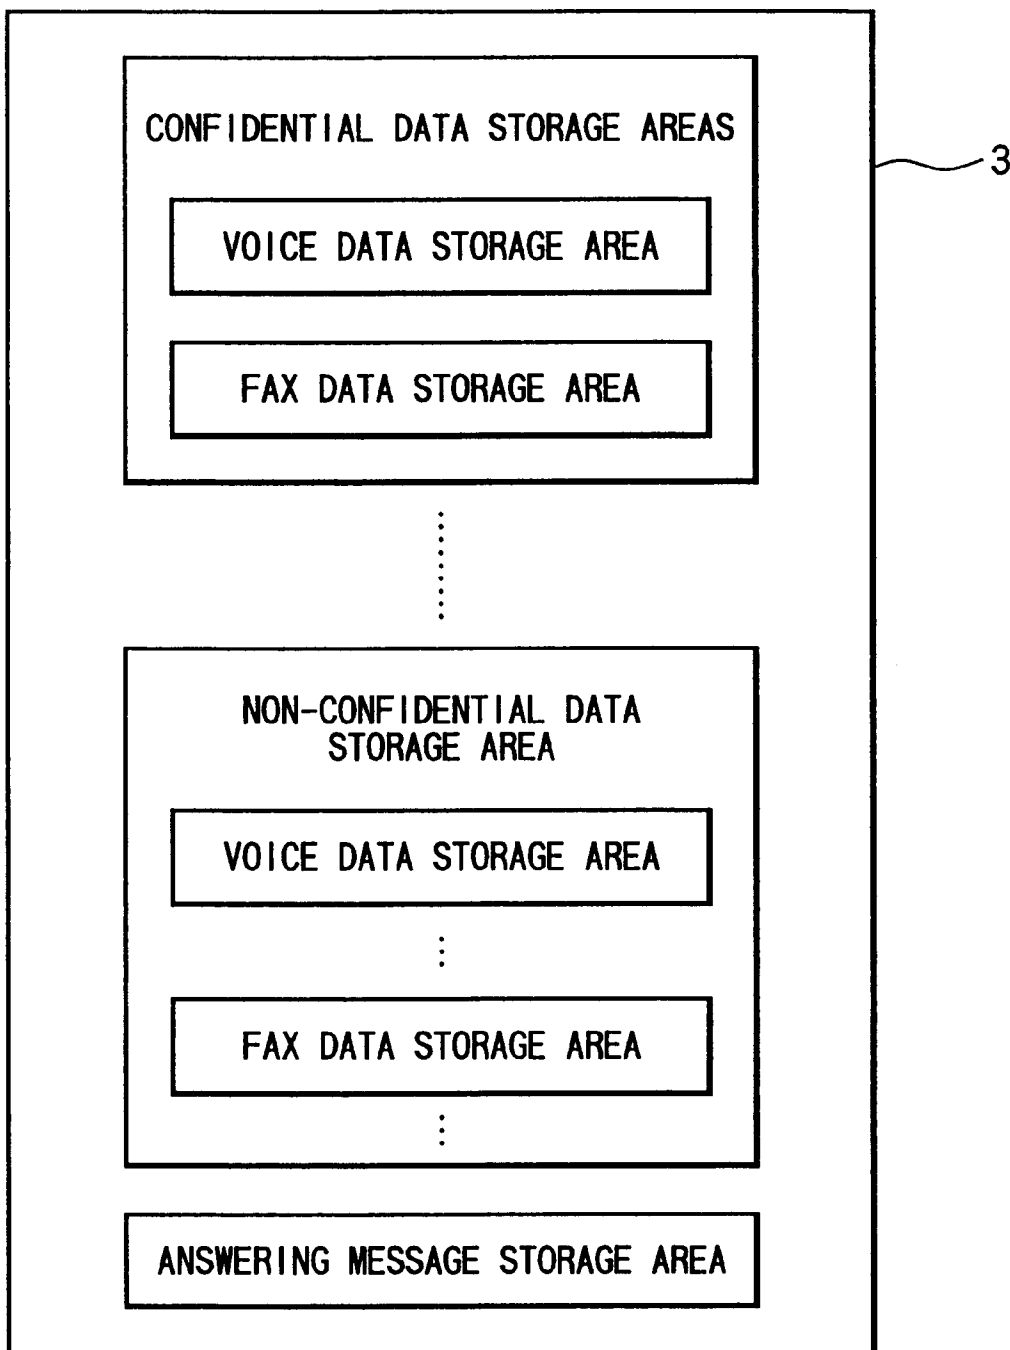 CONFIDENTIAL DATA STORAGE AREAS
3
VOICE DATA STORAGE AREA
FAX DATA STORAGE AREA
NON-CONFIDENTIAL DATA
STORAGE AREA
VOICE DATA STORAGE AREA
FAX DATA STORAGE AREA
ANSWERING MESSAGE STORAGE AREA